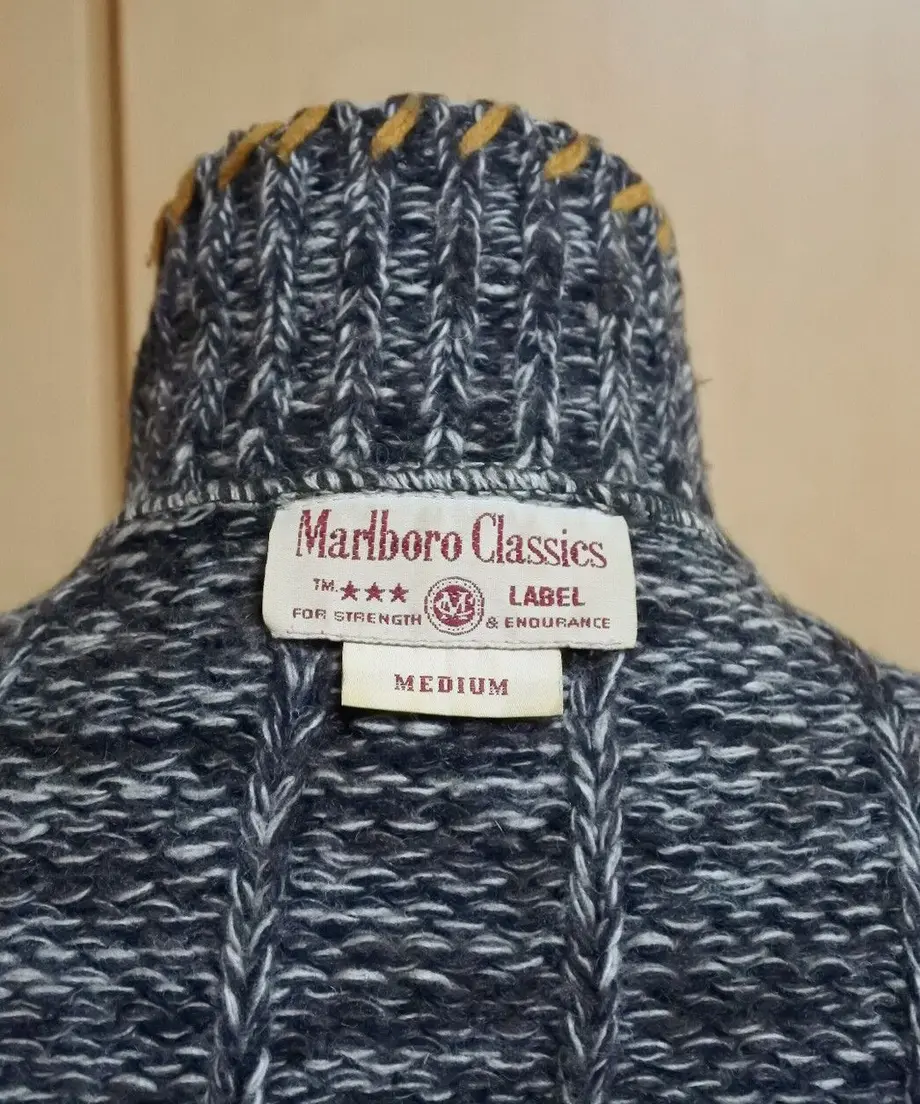 Marlboro Classics
TM. ★★★ M LABEL
FOR STRENGTH & ENDURANCE
MEDIUM